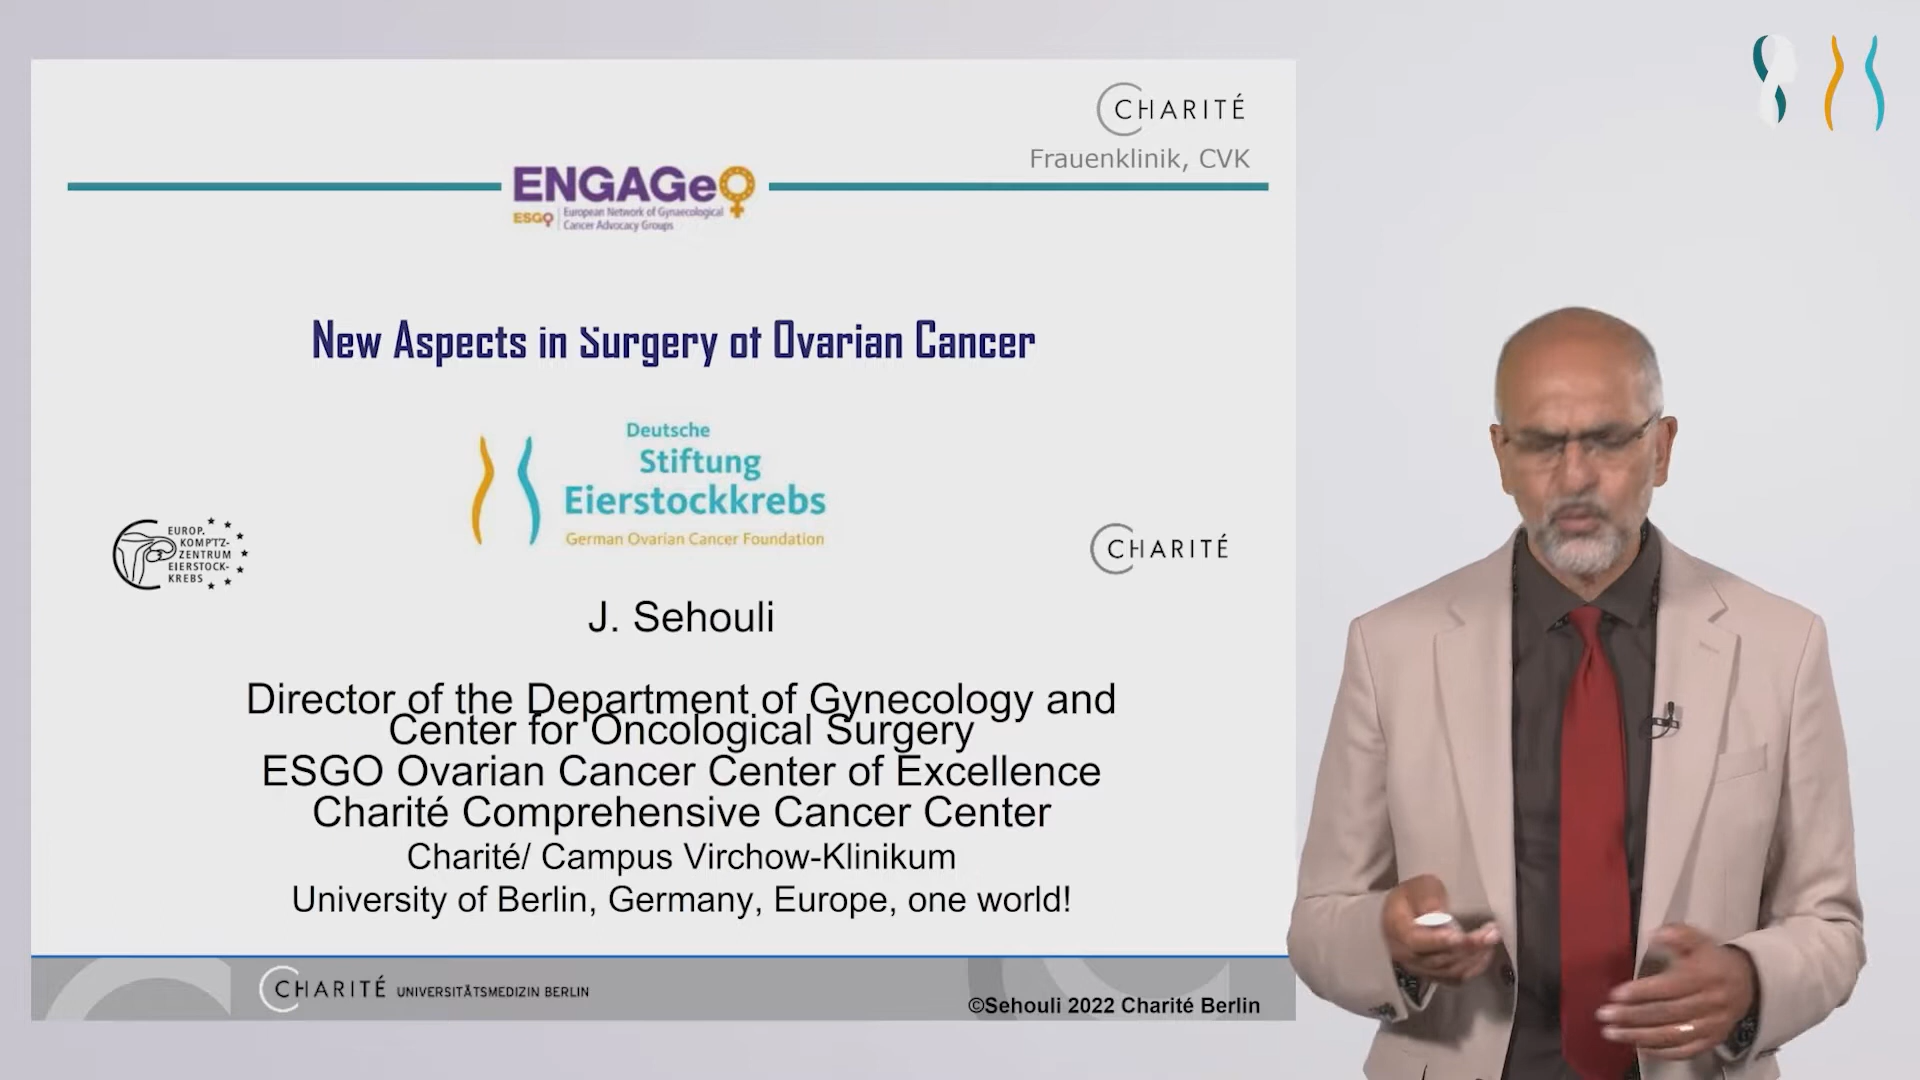 CHARITÉ
Frauenklinik, CVK
ENGAGe
ESGO
European Network of Gynaecological
Cancer Advocacy Groups
New Aspects in Surgery of Ovarian Cancer
Deutsche
Stiftung
Eierstockkrebs
German Ovarian Cancer Foundation
EUROP.
KOMPTZ-
ZENTRUM
EIERSTOCK-
KREBS
CHARITÉ
J. Sehouli
Director of the Department of Gynecology and
Center for Oncological Surgery
ESGO Ovarian Cancer Center of Excellence
Charité Comprehensive Cancer Center
Charité/ Campus Virchow-Klinikum
University of Berlin, Germany, Europe, one world!
CHARITÉ UNIVERSITÄTSMEDIZIN BERLIN
©Sehouli 2022 Charité Berlin